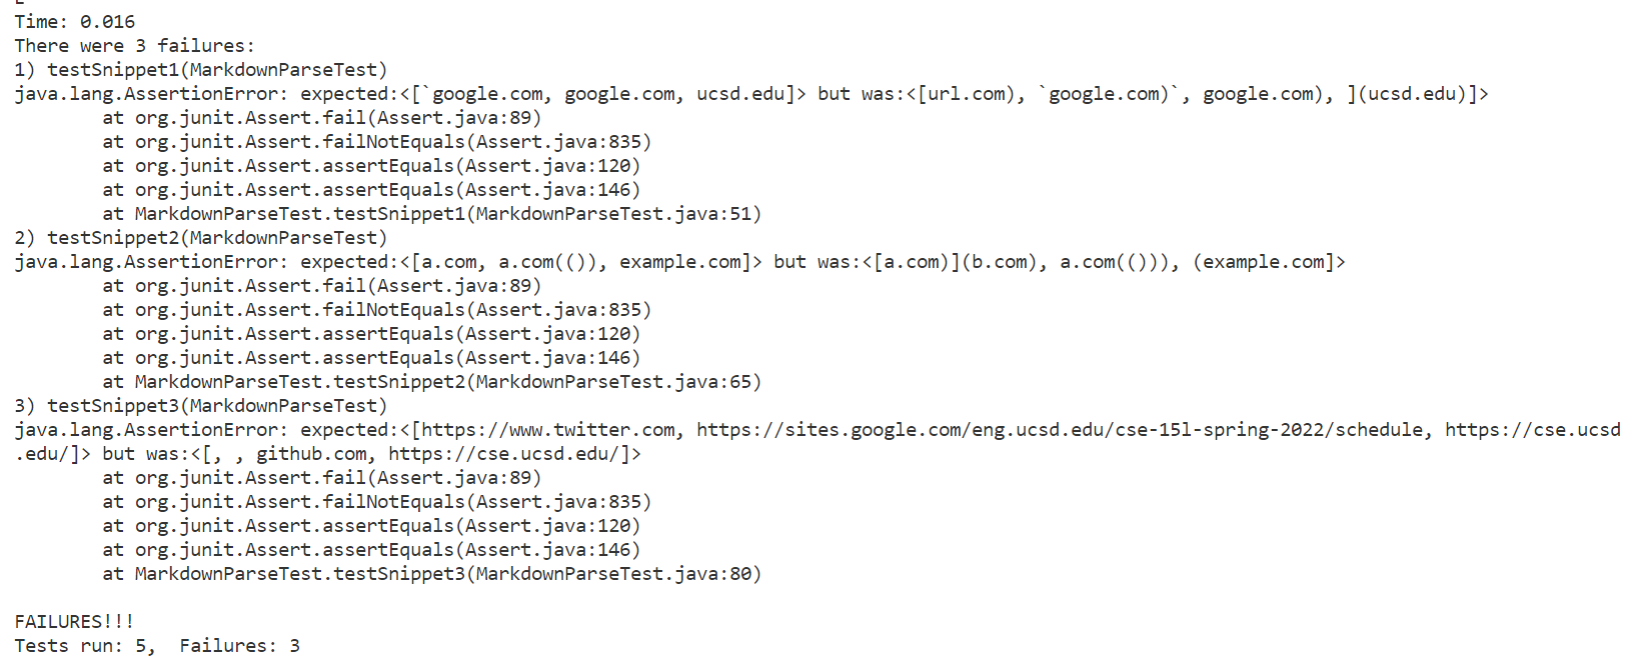 Time: 0.016
There were 3 failures:
1) testSnippet1(MarkdownParseTest)
java.lang.AssertionError: expected:<[`google.com, google.com, ucsd.edu]> but was:<[url.com), `google.com)`, google.com), ](ucsd.edu)]>
        at org.junit.Assert.fail(Assert.java:89)
        at org.junit.Assert.failNotEquals(Assert.java:835)
        at org.junit.Assert.assertEquals(Assert.java:120)
        at org.junit.Assert.assertEquals(Assert.java:146)
        at MarkdownParseTest.testSnippet1(MarkdownParseTest.java:51)
2) testSnippet2(MarkdownParseTest)
java.lang.AssertionError: expected:<[a.com, a.com(()), example.com]> but was:<[a.com)](b.com), a.com(())), (example.com]>
        at org.junit.Assert.fail(Assert.java:89)
        at org.junit.Assert.failNotEquals(Assert.java:835)
        at org.junit.Assert.assertEquals(Assert.java:120)
        at org.junit.Assert.assertEquals(Assert.java:146)
        at MarkdownParseTest.testSnippet2(MarkdownParseTest.java:65)
3) testSnippet3(MarkdownParseTest)
java.lang.AssertionError: expected:<[https://www.twitter.com, https://sites.google.com/eng.ucsd.edu/cse-15l-spring-2022/schedule, https://cse.ucsd
.edu/]> but was:<[, , github.com, https://cse.ucsd.edu/]>
        at org.junit.Assert.fail(Assert.java:89)
        at org.junit.Assert.failNotEquals(Assert.java:835)
        at org.junit.Assert.assertEquals(Assert.java:120)
        at org.junit.Assert.assertEquals(Assert.java:146)
        at MarkdownParseTest.testSnippet3(MarkdownParseTest.java:80)

FAILURES!!!
Tests run: 5,  Failures: 3